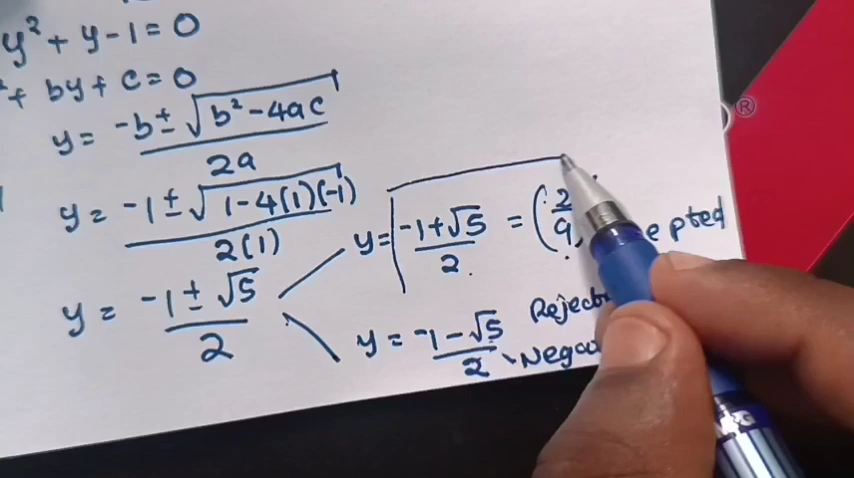 y² + y - 1 = 0
+ by + c = 0
y = -b ± √b² - 4ac / 2a
y = -1 ± √1 - 4(1)(-1) / 2(1)
y = -1 ± √5 / 2
y = -1 + √5 / 2 = (2/9
y = -1 - √5 / 2
®